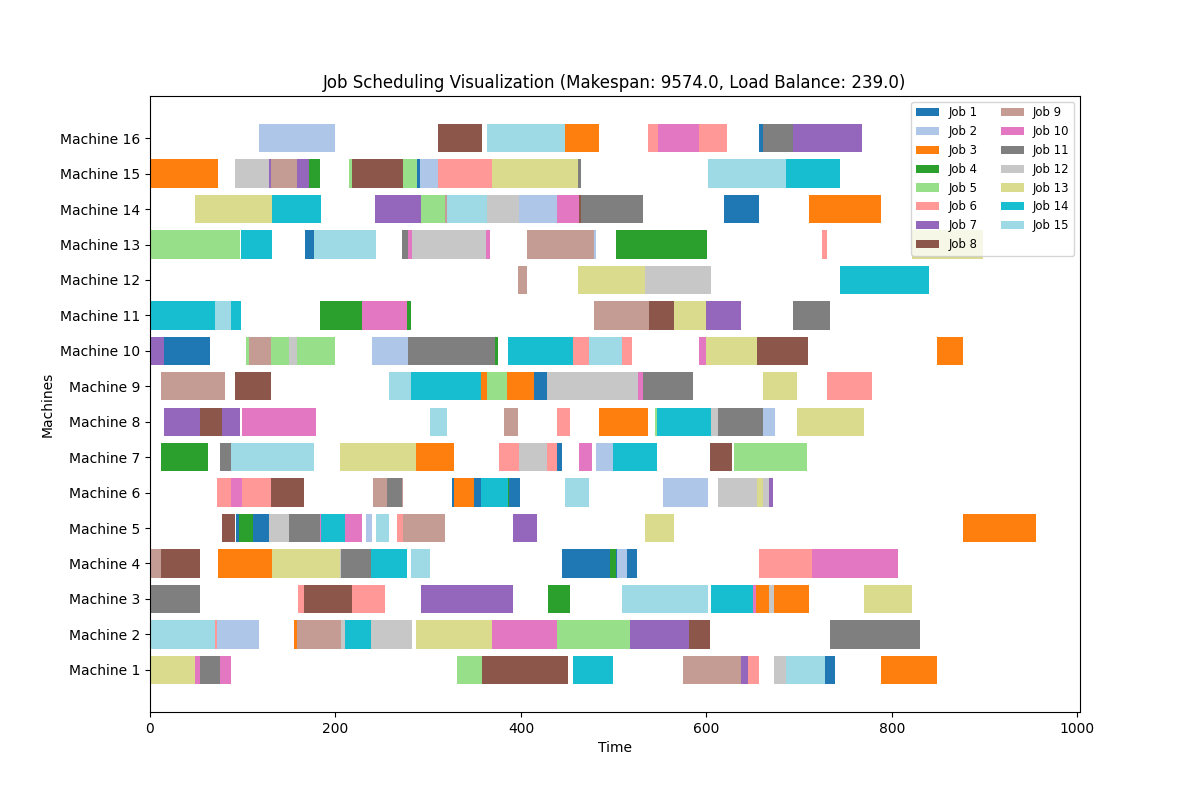 Job Scheduling Visualization (Makespan: 9574.0, Load Balance: 239.0)
Machine 16
Machine 15
Machine 14
Machine 13
Machine 12
Machine 11
Machine 10
Machine 9
Machine 8
Machine 7
Machine 6
Machine 5
Machine 4
Machine 3
Machine 2
Machine 1
Machines
Job 1
Job 2
Job 3
Job 4
Job 5
Job 6
Job 7
Job 8
Job 9
Job 10
Job 11
Job 12
Job 13
Job 14
Job 15
0 200 400 600 800 1000
Time